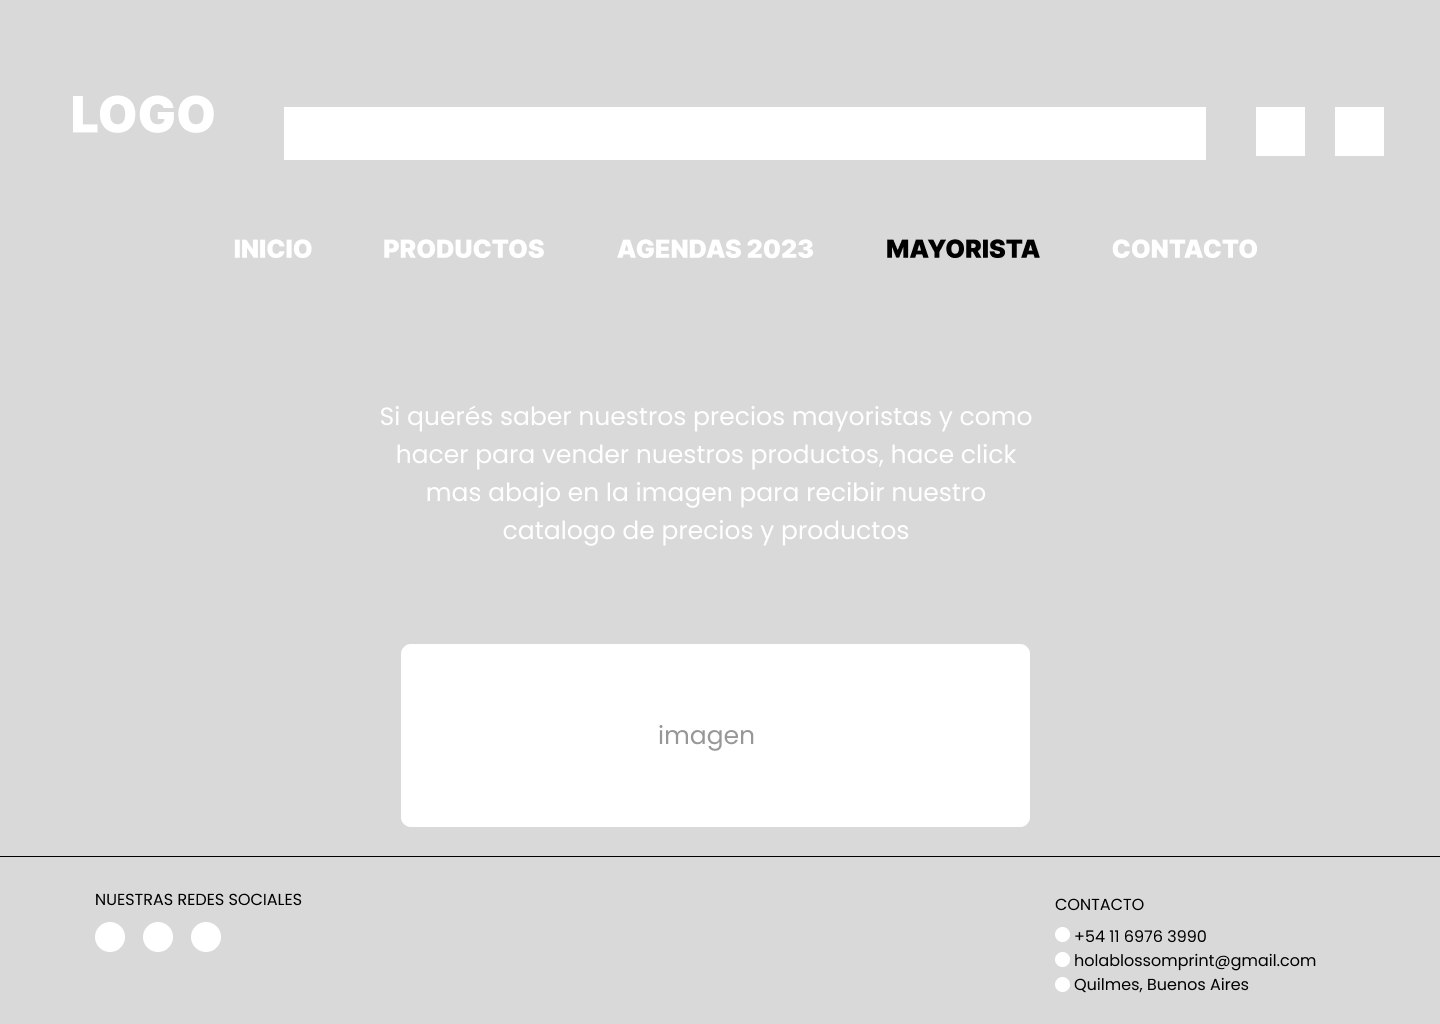 LOGO
INICIO PRODUCTOS AGENDAS 2023 MAYORISTA CONTACTO
Si querés saber nuestros precios mayoristas y como
hacer para vender nuestros productos, hace click
mas abajo en la imagen para recibir nuestro
catalogo de precios y productos
imagen
NUESTRAS REDES SOCIALES
CONTACTO
+54 11 6976 3990
holablossomprint@gmail.com
Quilmes, Buenos Aires